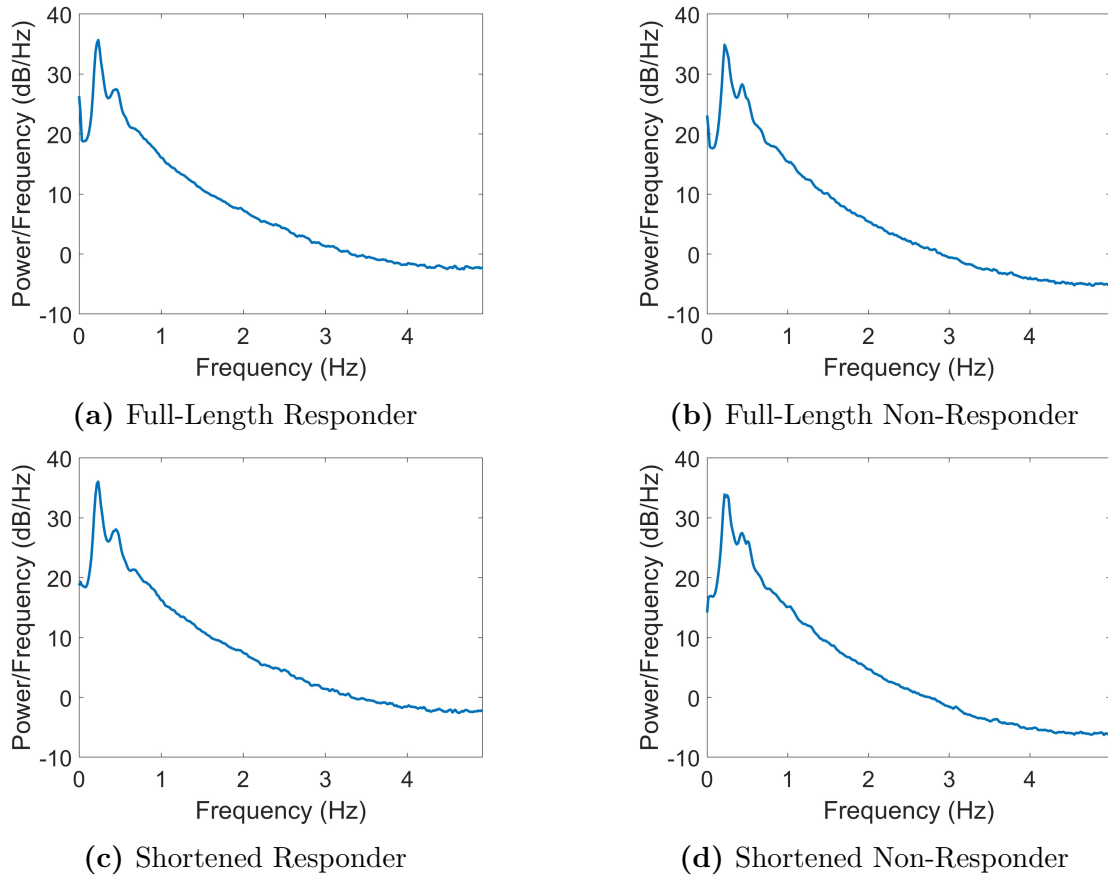 40
30
20
10
0
-10
Power/Frequency (dB/Hz)
0 1 2 3 4
Frequency (Hz)
(a) Full-Length Responder
40
30
20
10
0
-10
Power/Frequency (dB/Hz)
0 1 2 3 4
Frequency (Hz)
(b) Full-Length Non-Responder
40
30
20
10
0
-10
Power/Frequency (dB/Hz)
0 1 2 3 4
Frequency (Hz)
(c) Shortened Responder
40
30
20
10
0
-10
Power/Frequency (dB/Hz)
0 1 2 3 4
Frequency (Hz)
(d) Shortened Non-Responder